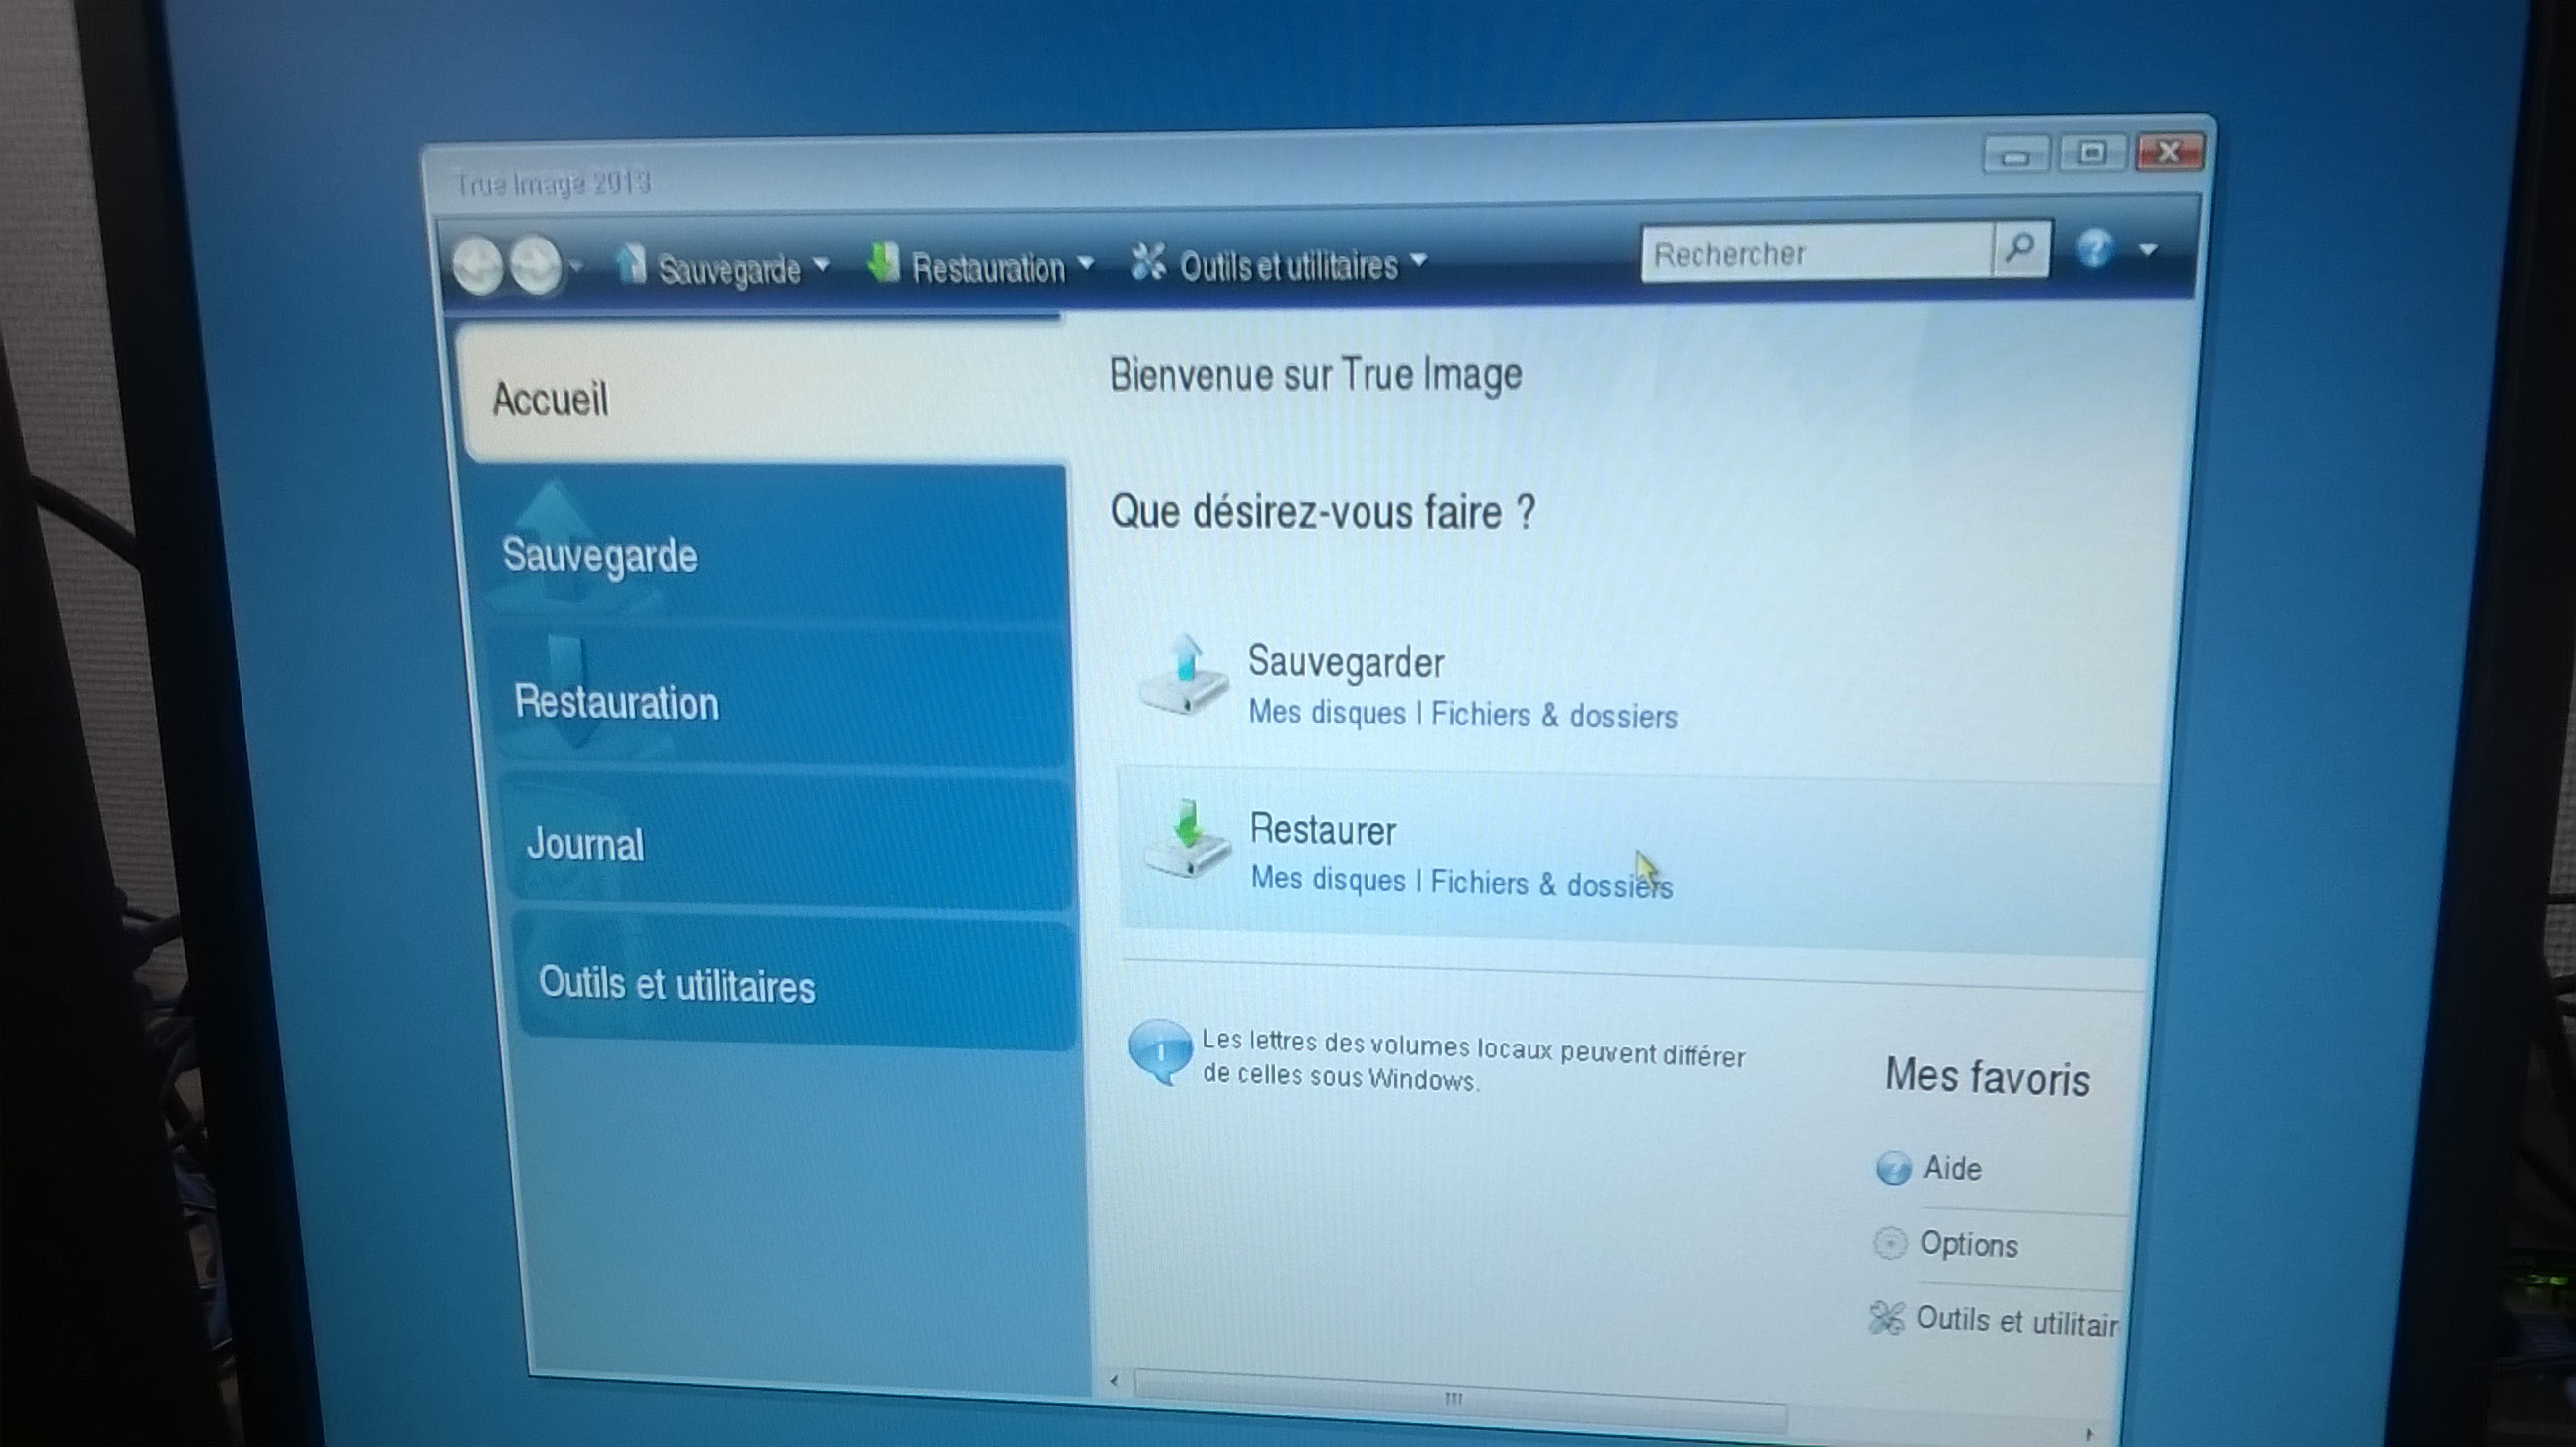 True Image 2013
Sauvegarde
Restauration
Outils et utilitaires
Rechercher
Accueil
Sauvegarde
Restauration
Journal
Outils et utilitaires
Bienvenue sur True Image
Que désirez-vous faire ?
Sauvegarder
Mes disques | Fichiers & dossiers
Restaurer
Mes disques | Fichiers & dossiers
Les lettres des volumes locaux peuvent différer
de celles sous Windows.
Mes favoris
Aide
Options
Outils et utilitair